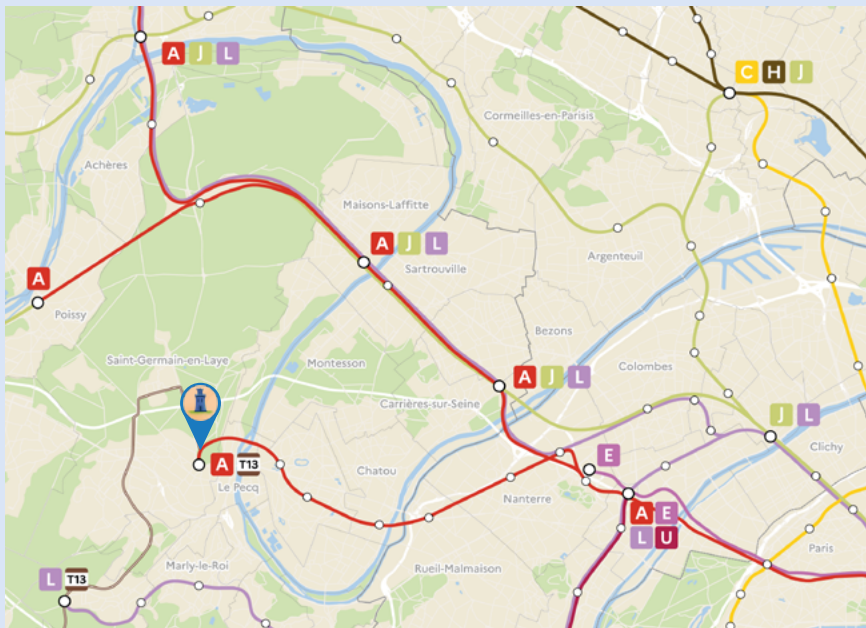 C H J
A J L
Cormeilles-en-Parisis
Achères
Maisons-Laffitte
A J L
Sartrouville
Argenteuil
A
Poissy
Bezons
Saint-Germain-en-Laye
Montesson
Colombes
A J L
Carrières-sur-Seine
J L
Clichy
E
A T13
Le Pecq
Chatou
Nanterre
A E
L U
Paris
Marly-le-Roi
Rueil-Malmaison
L T13